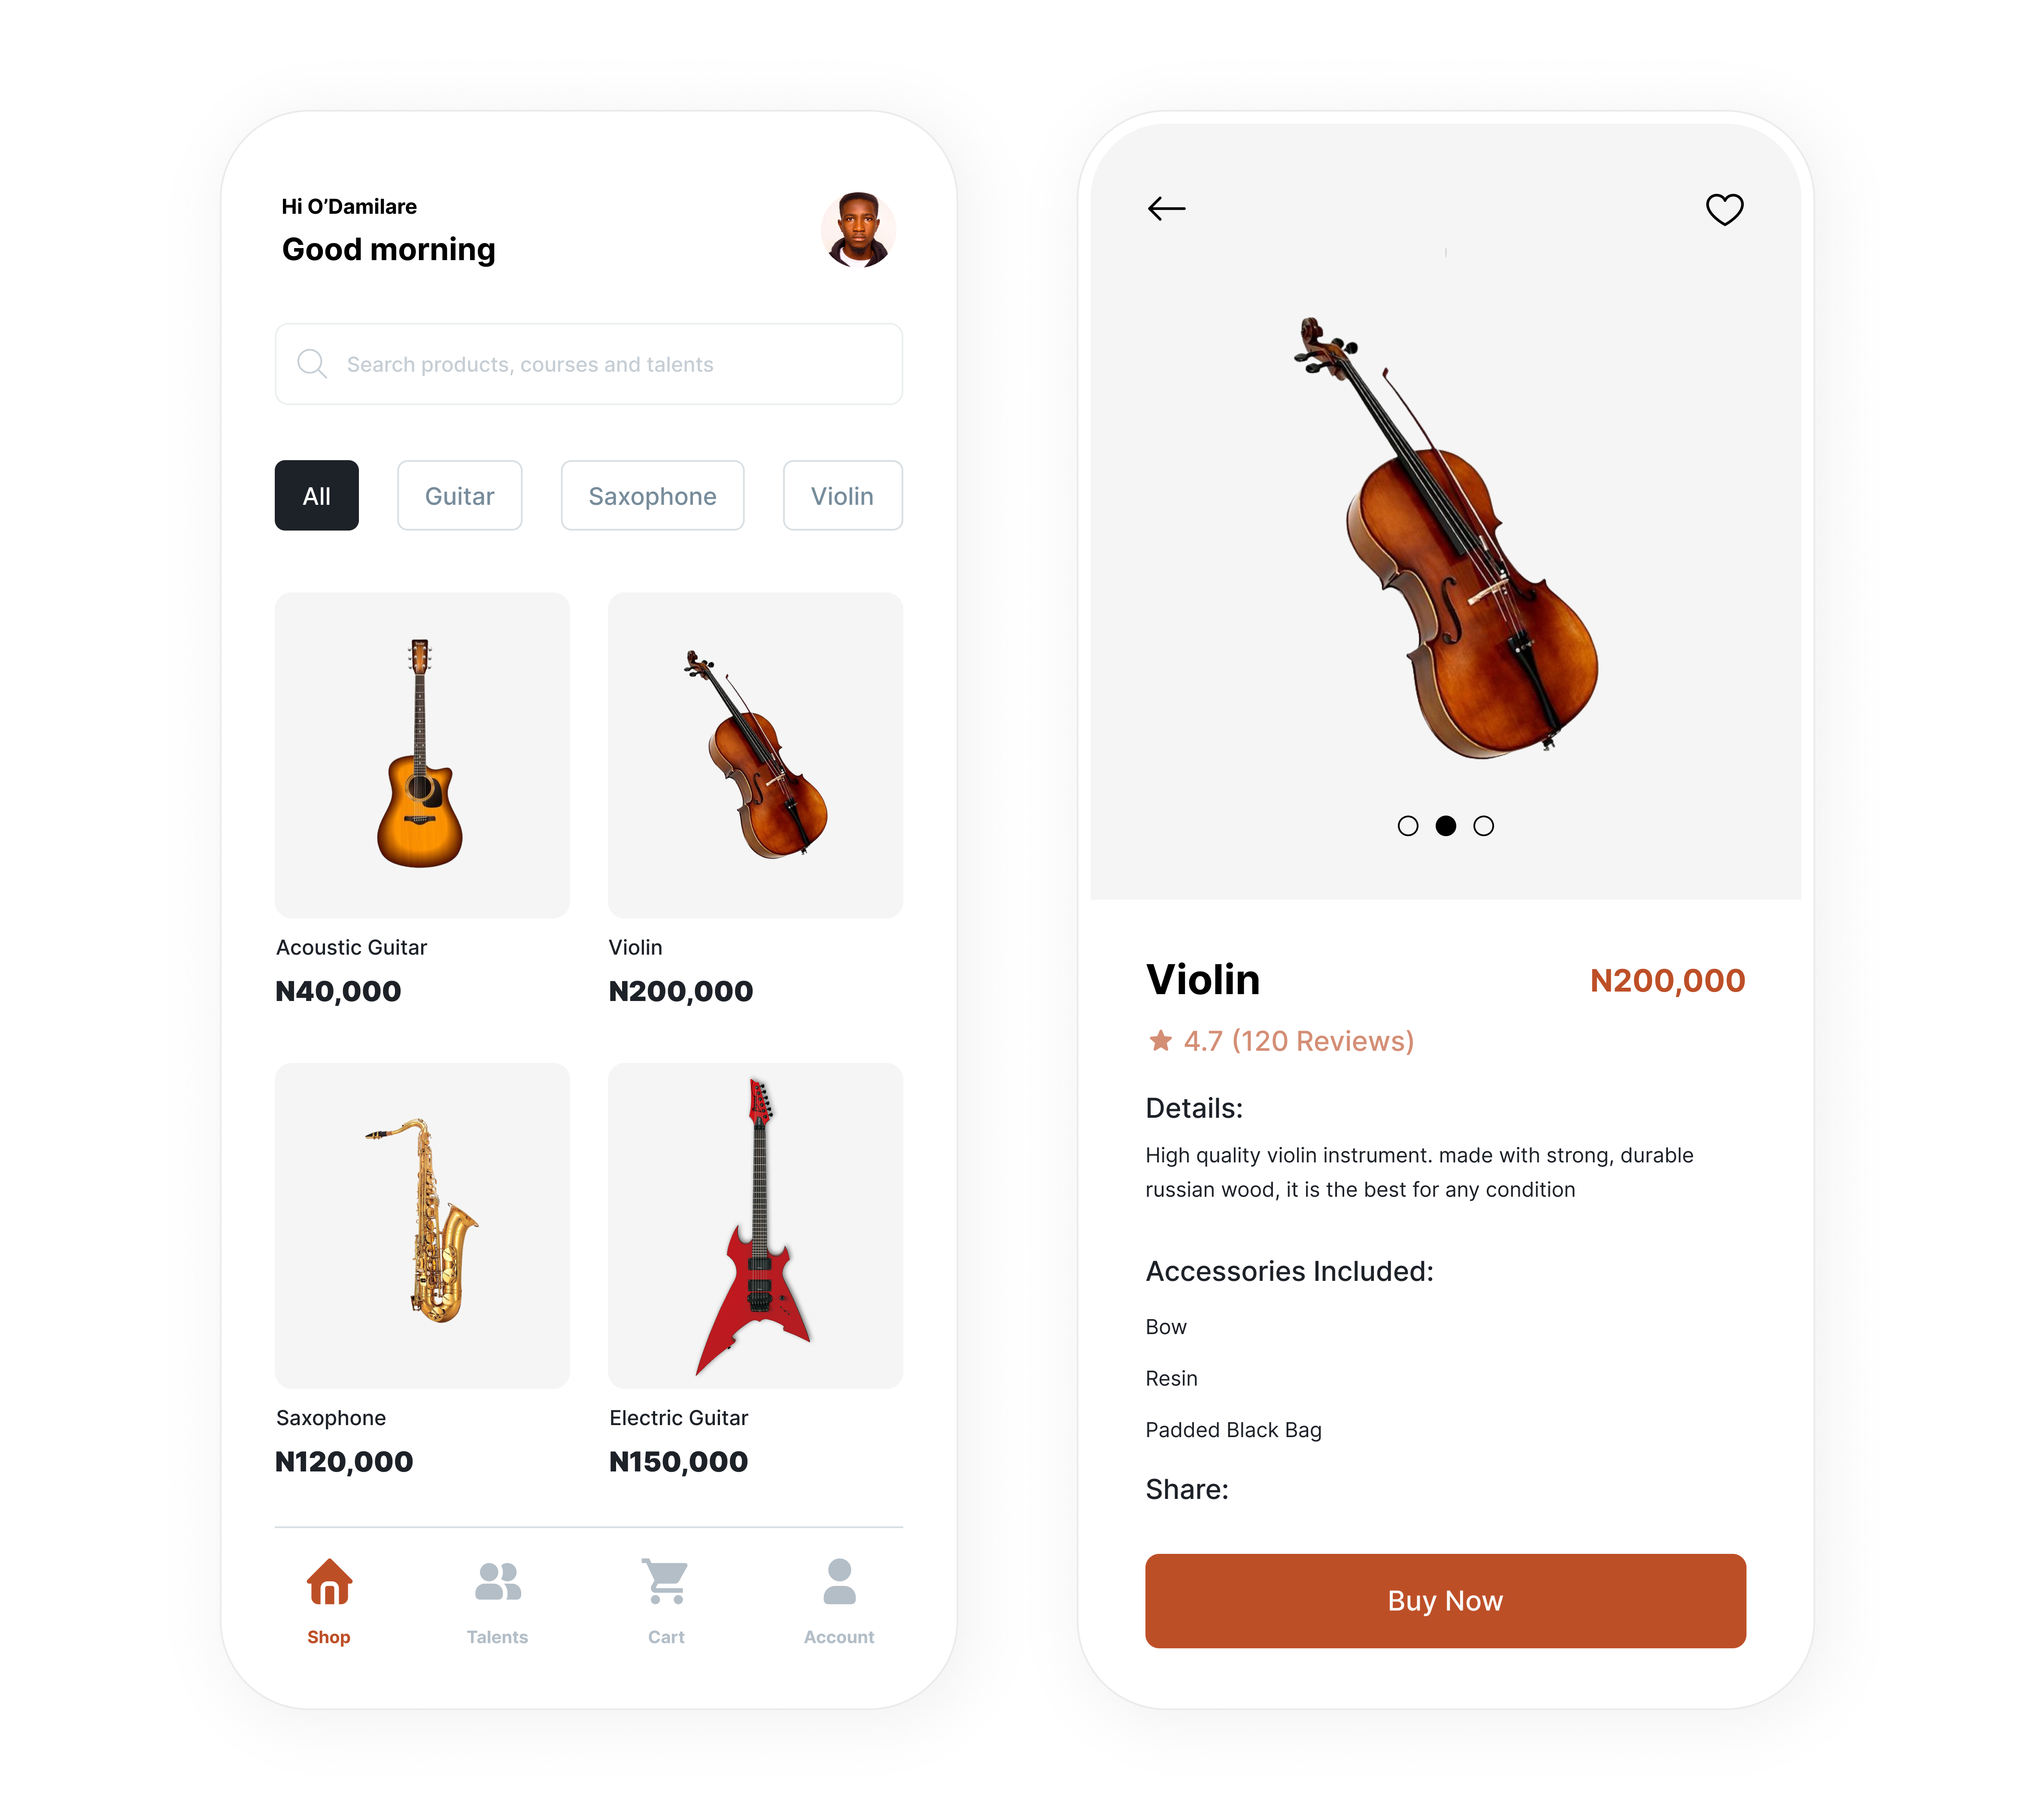 Hi O’Damilare
Good morning
Search products, courses and talents
All
Guitar
Saxophone
Violin
Acoustic Guitar
N40,000
Violin
N200,000
Saxophone
N120,000
Electric Guitar
N150,000
Shop
Talents
Cart
Account
Violin
N200,000
4.7 (120 Reviews)
Details:
High quality violin instrument. made with strong, durable
russian wood, it is the best for any condition
Accessories Included:
Bow
Resin
Padded Black Bag
Share:
Buy Now